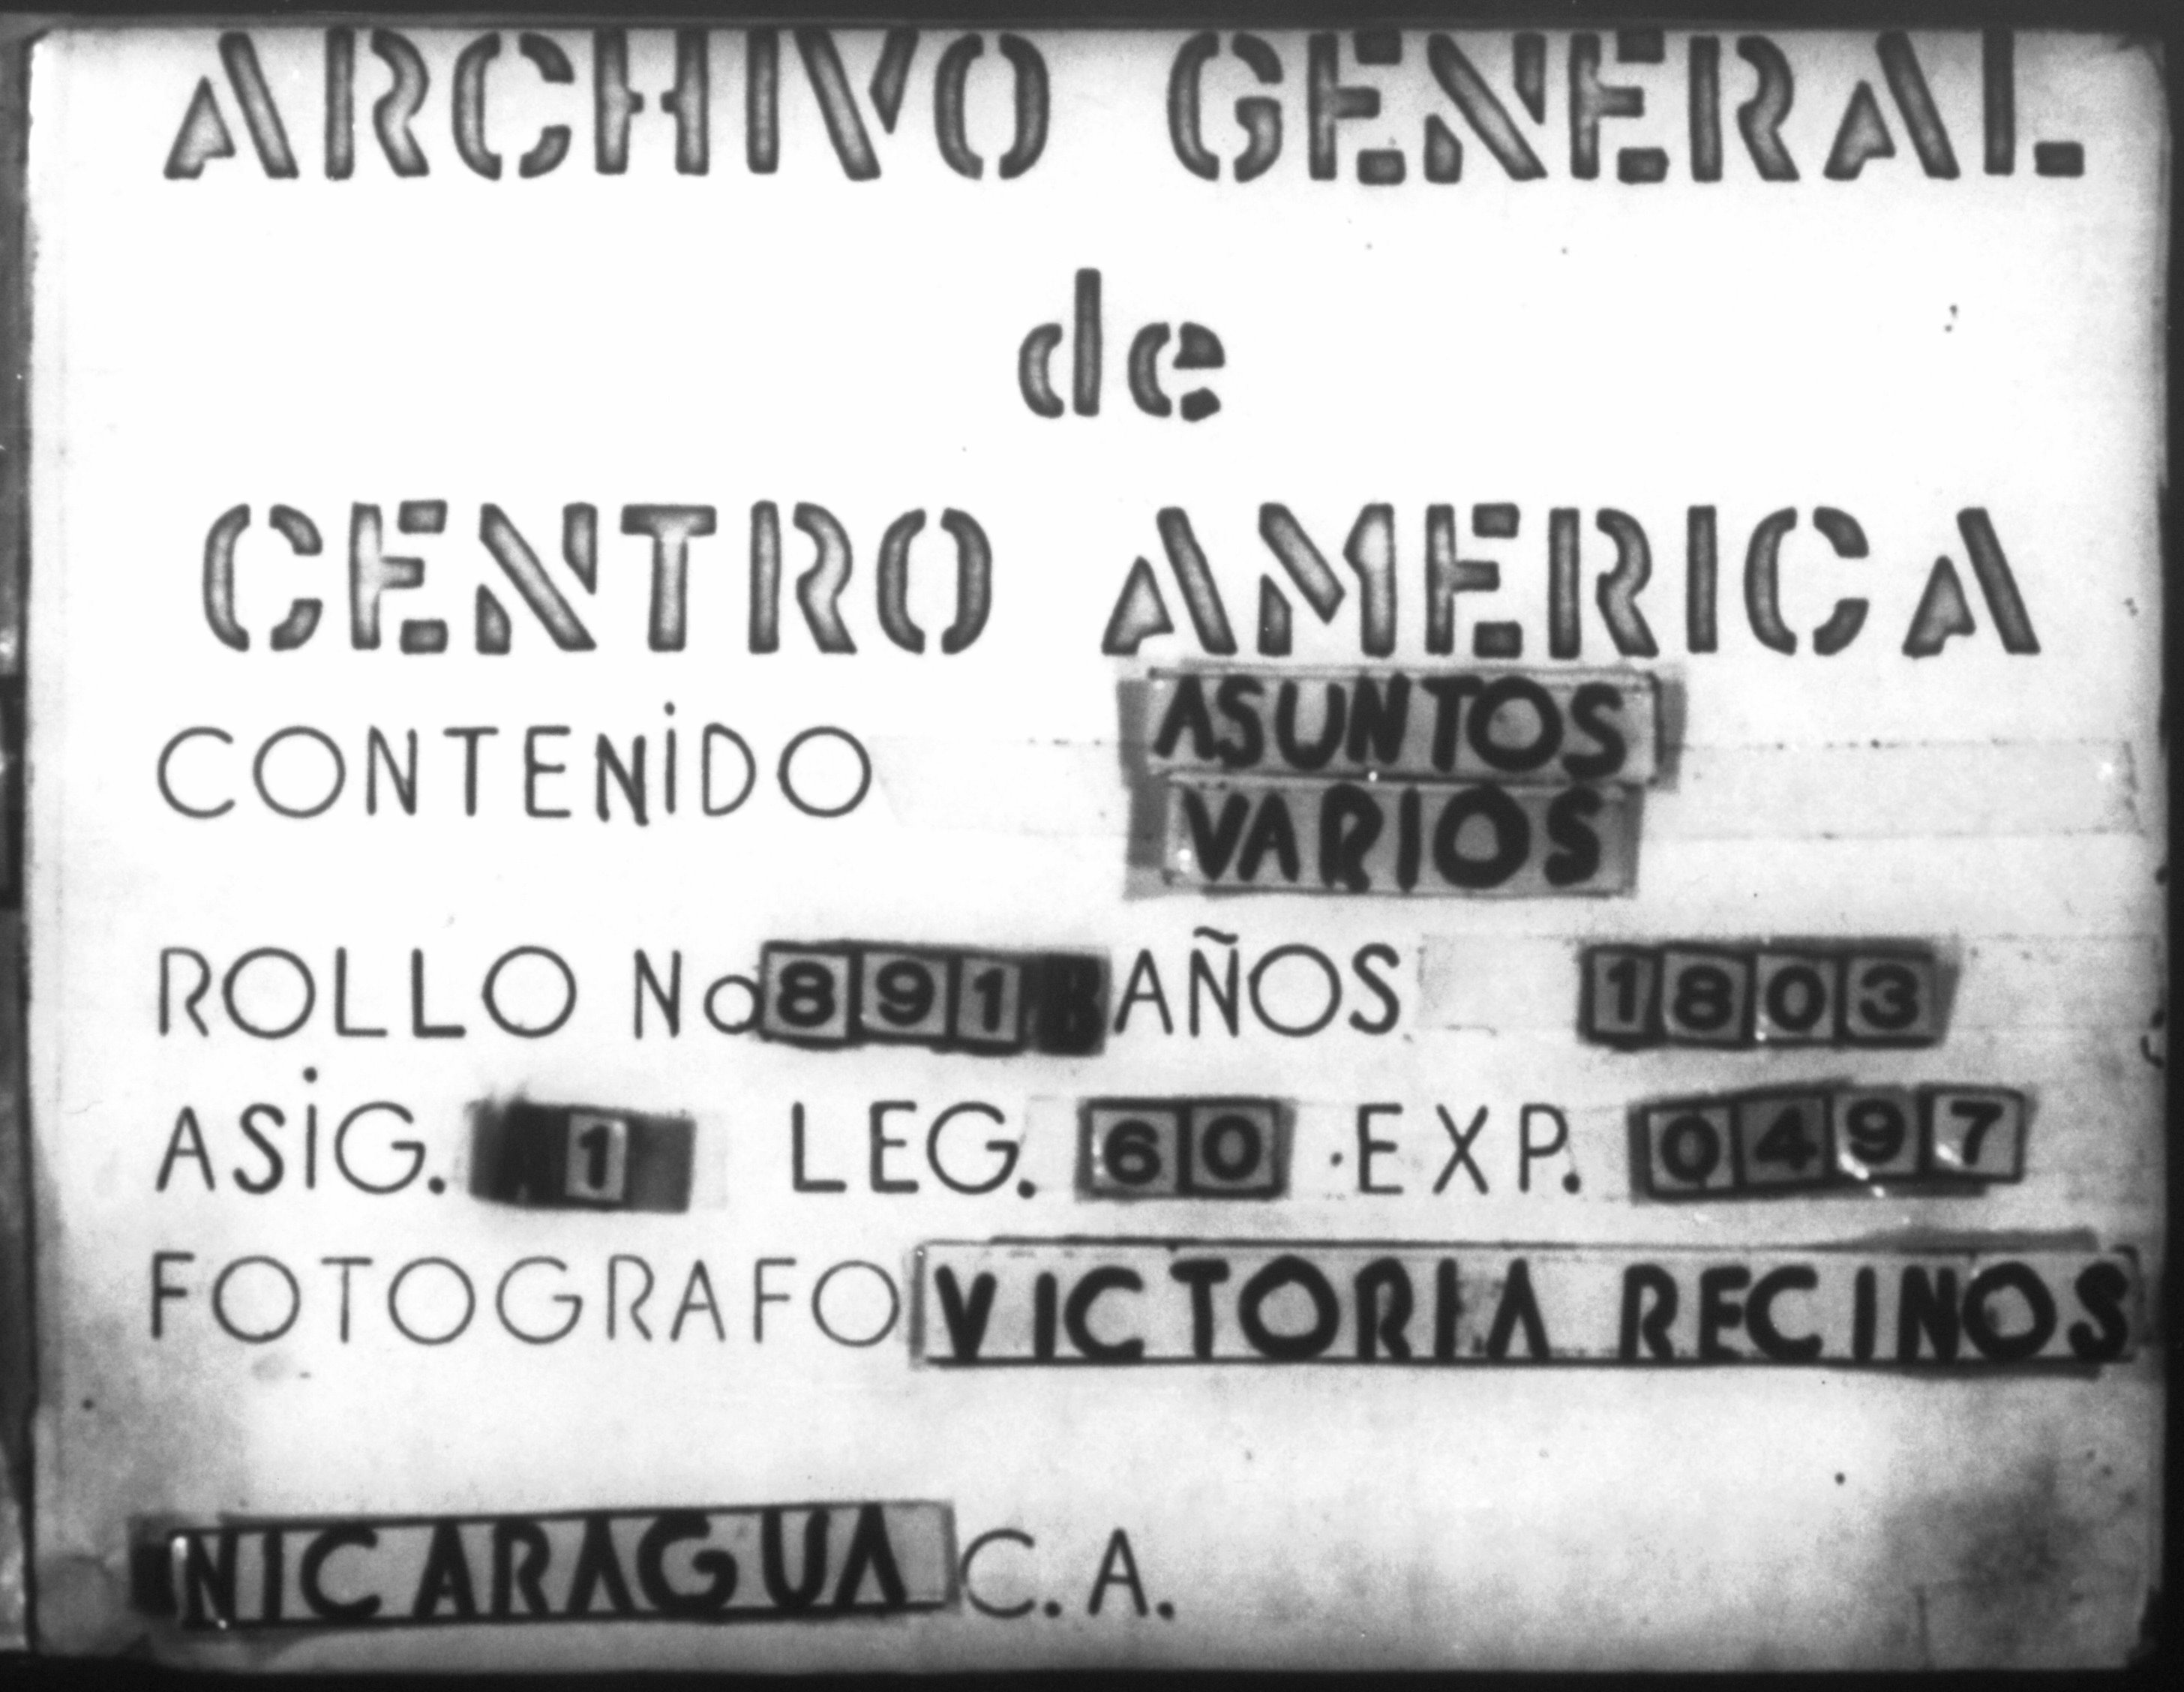 ARCHIVO GENERAL
de
CENTRO AMERICA
CONTENIDO ASUNTOS
VARIOS
ROLLO No 891 AÑOS 1803
ASIG. 1 LEG. 60 EXP. 0497
FOTOGRAFO VICTORIA RECINOS
NICARAGUA C.A.